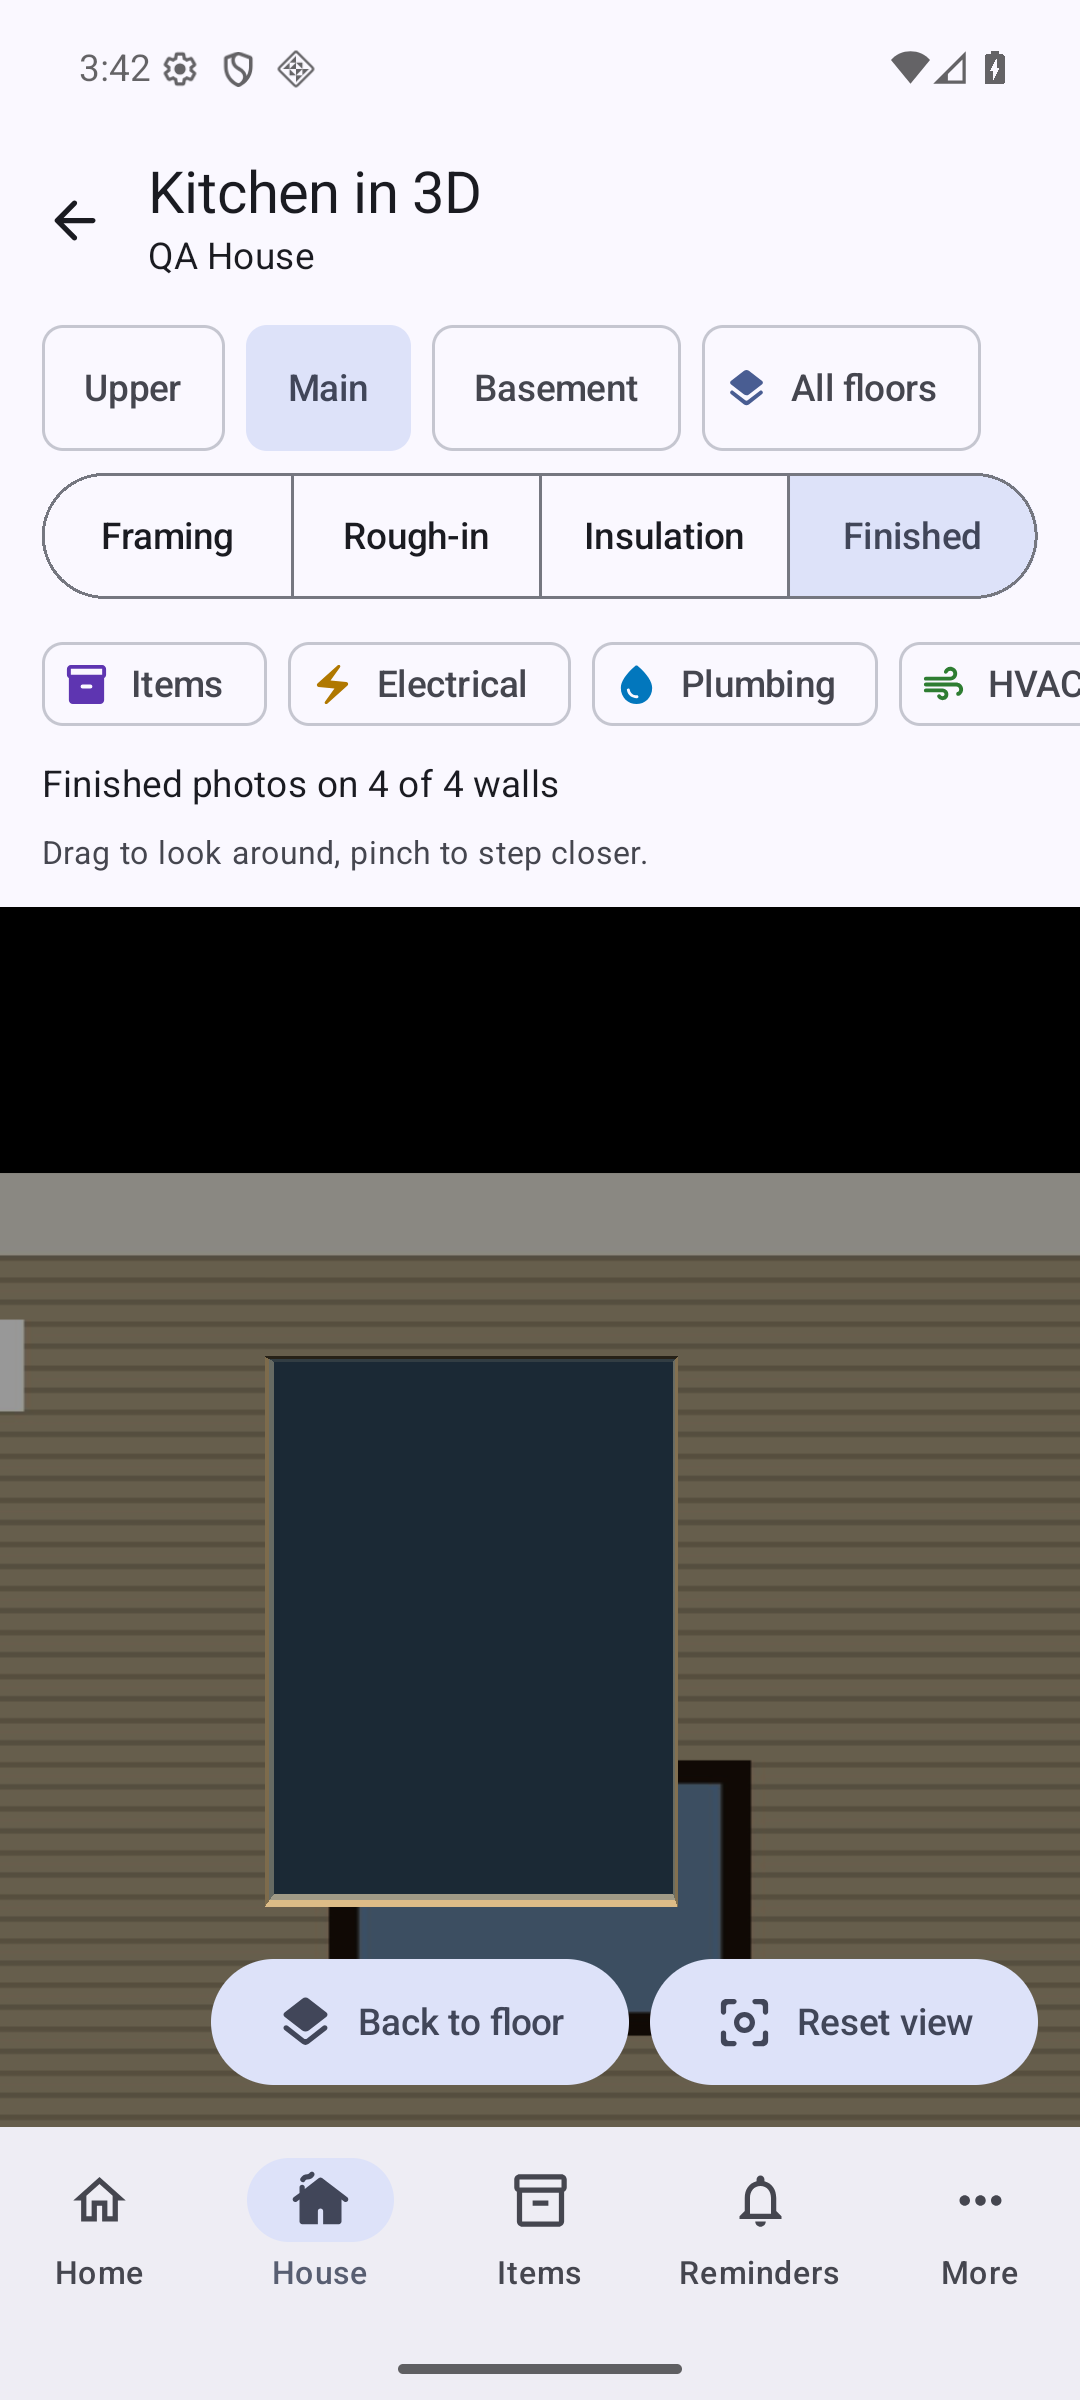 3:42
Kitchen in 3D
QA House
Upper
Main
Basement
All floors
Framing
Rough-in
Insulation
Finished
Items
Electrical
Plumbing
HVAC
Finished photos on 4 of 4 walls
Drag to look around, pinch to step closer.
Back to floor
Reset view
Home
House
Items
Reminders
More